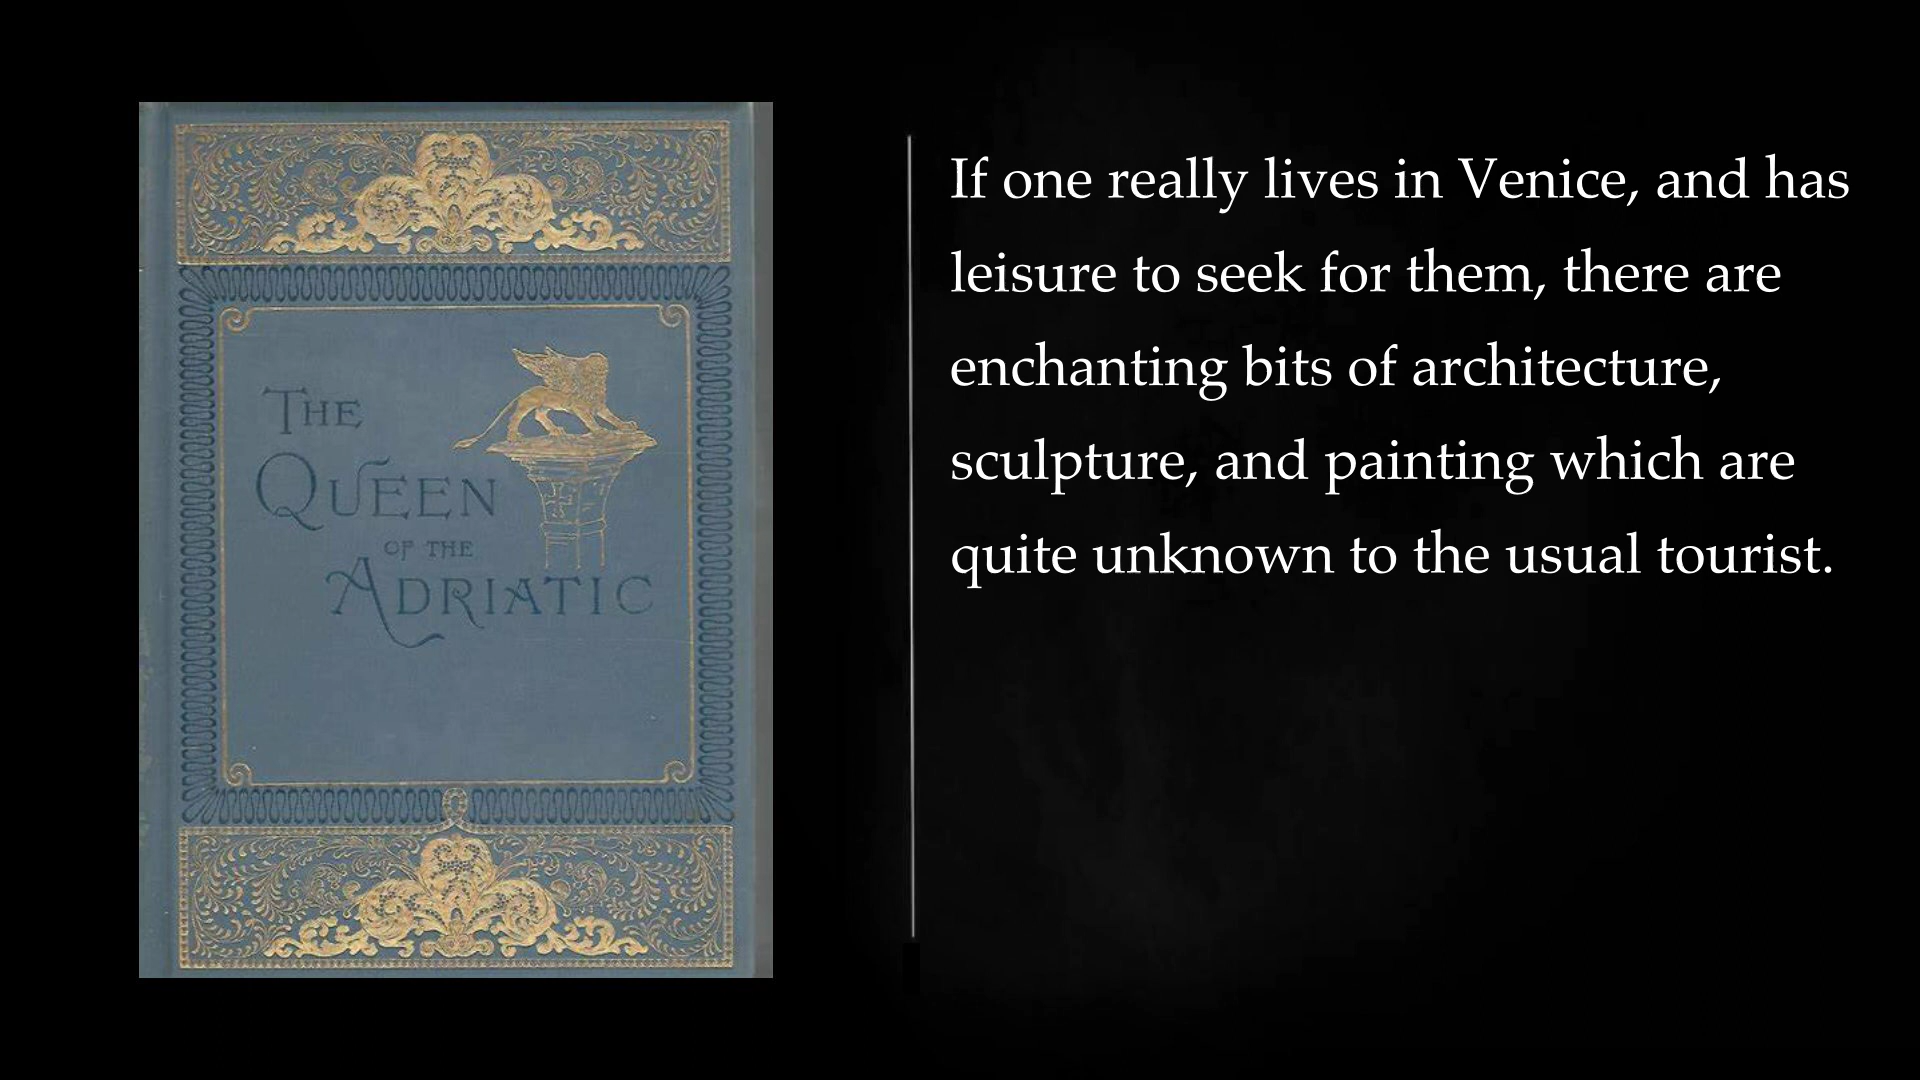 THE
QUEEN
OF THE
ADRIATIC
If one really lives in Venice, and has
leisure to seek for them, there are
enchanting bits of architecture,
sculpture, and painting which are
quite unknown to the usual tourist.